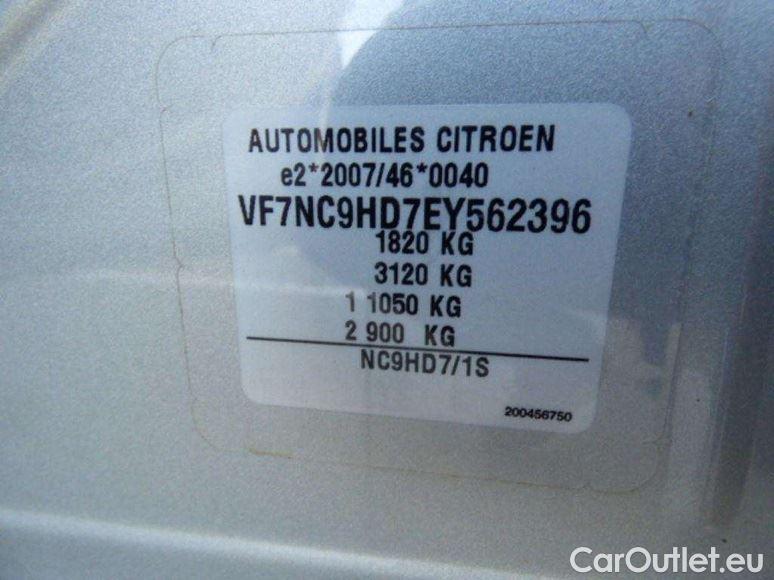 AUTOMOBILES CITROEN
e2*2007/46*0040
VF7NC9HD7EY562396
1820 KG
3120 KG
1 1050 KG
2 900 KG
NC9HD7/1S
200456750
CarOutlet.eu